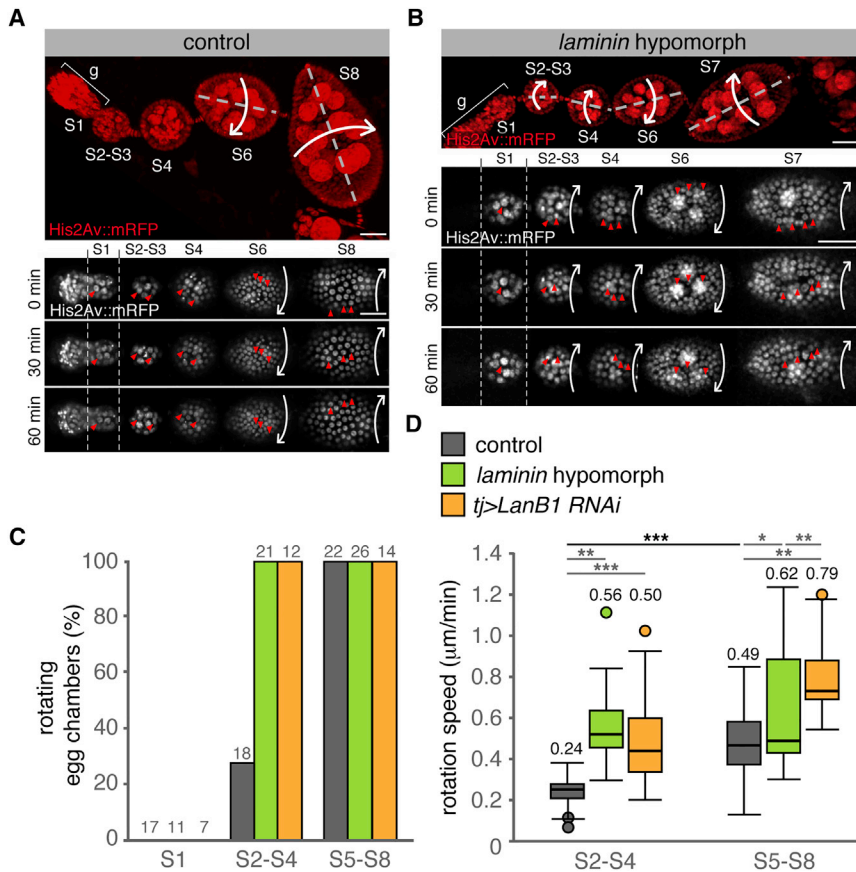 A
control
g
S1
S2-S3
S4
S6
S8
His2Av::mRFP
S1 S2-S3 S4 S6 S8
0 min
His2Av::mRFP
30 min
60 min
B
laminin hypomorph
g
S1
S2-S3
S4
S6
S7
His2Av::mRFP
S1 S2-S3 S4 S6 S7
0 min
His2Av::mRFP
30 min
60 min
D
control
laminin hypomorph
tj>LanB1 RNAi
C
rotating
egg chambers (%)
100
80
60
40
20
0
17 11 7
18
21 12
22 26 14
S1 S2-S4 S5-S8
rotation speed (μm/min)
1.4
1.2
1.0
0.8
0.6
0.4
0.2
0
***
**
***
*
**
**
0.24
0.56
0.50
0.49
0.62
0.79
S2-S4 S5-S8